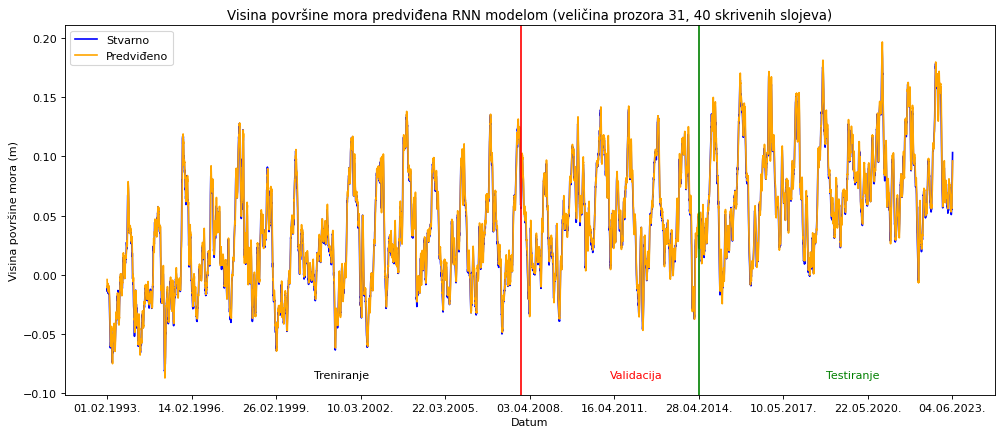 Visina površine mora predviđena RNN modelom (veličina prozora 31, 40 skrivenih slojeva)
Stvarno
Predviđeno
Visina površine mora (m)
0.20
0.15
0.10
0.05
0.00
−0.05
−0.10
Treniranje
Validacija
Testiranje
01.02.1993.
14.02.1996.
26.02.1999.
10.03.2002.
22.03.2005.
03.04.2008.
16.04.2011.
28.04.2014.
10.05.2017.
22.05.2020.
04.06.2023.
Datum